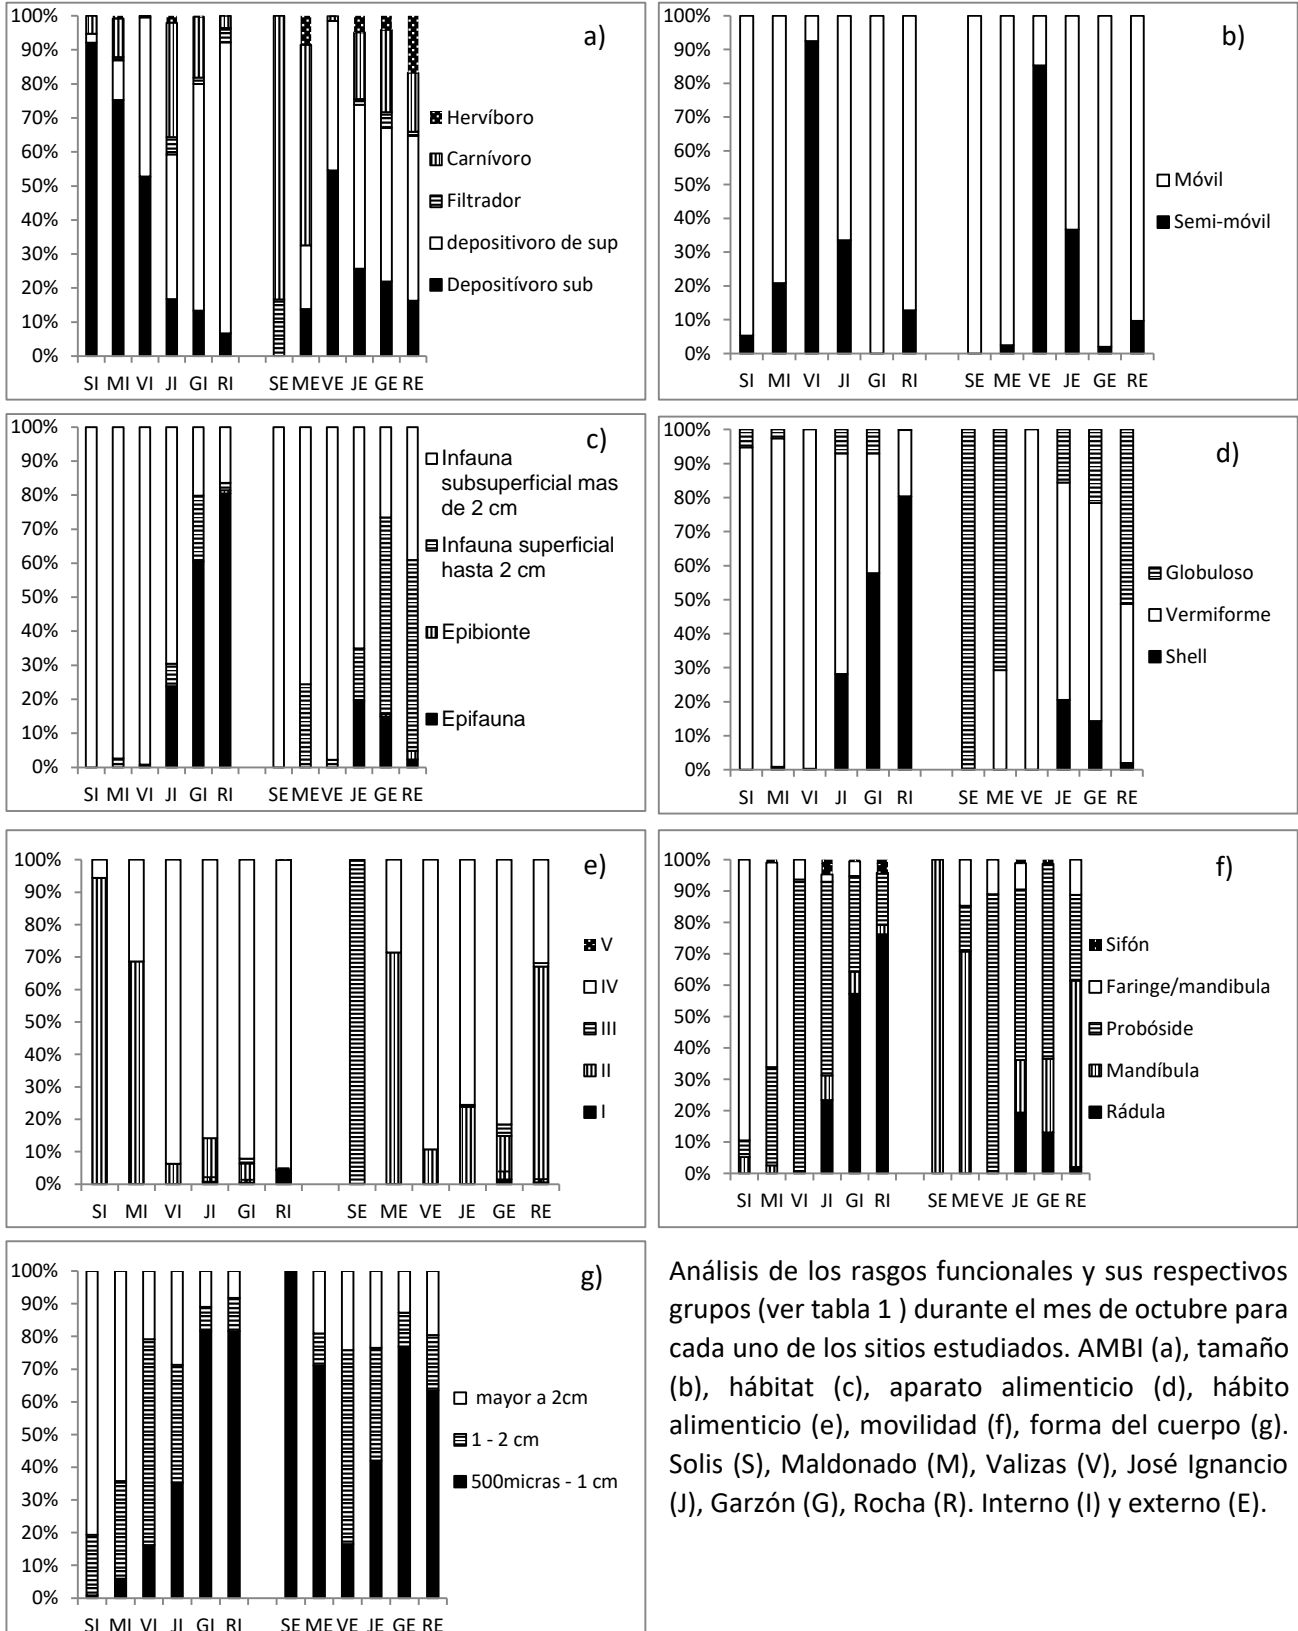 a)
100%
90%
80%
70%
60%
50%
40%
30%
20%
10%
0%
SI MI VI JI GI RI SE ME VE JE GE RE
Hervíboro
Carnívoro
Filtrador
depositivoro de sup
Depositívoro sub
b)
100%
90%
80%
70%
60%
50%
40%
30%
20%
10%
0%
SI MI VI JI GI RI SE ME VE JE GE RE
Móvil
Semi-móvil
c)
100%
90%
80%
70%
60%
50%
40%
30%
20%
10%
0%
SI MI VI JI GI RI SE ME VE JE GE RE
Infauna
subsuperficial mas
de 2 cm
Infauna superficial
hasta 2 cm
Epibionte
Epifauna
d)
100%
90%
80%
70%
60%
50%
40%
30%
20%
10%
0%
SI MI VI JI GI RI SE ME VE JE GE RE
Globuloso
Vermiforme
Shell
e)
100%
90%
80%
70%
60%
50%
40%
30%
20%
10%
0%
SI MI VI JI GI RI SE ME VE JE GE RE
V
IV
III
II
I
f)
100%
90%
80%
70%
60%
50%
40%
30%
20%
10%
0%
SI MI VI JI GI RI SE ME VE JE GE RE
Sifón
Faringe/mandibula
Probóside
Mandíbula
Rádula
g)
100%
90%
80%
70%
60%
50%
40%
30%
20%
10%
0%
SI MI VI JI GI RI SE ME VE JE GE RE
mayor a 2cm
1 - 2 cm
500micras - 1 cm
Análisis de los rasgos funcionales y sus respectivos
grupos (ver tabla 1 ) durante el mes de octubre para
cada uno de los sitios estudiados. AMBI (a), tamaño
(b), hábitat (c), aparato alimenticio (d), hábito
alimenticio (e), movilidad (f), forma del cuerpo (g).
Solis (S), Maldonado (M), Valizas (V), José Ignancio
(J), Garzón (G), Rocha (R). Interno (I) y externo (E).